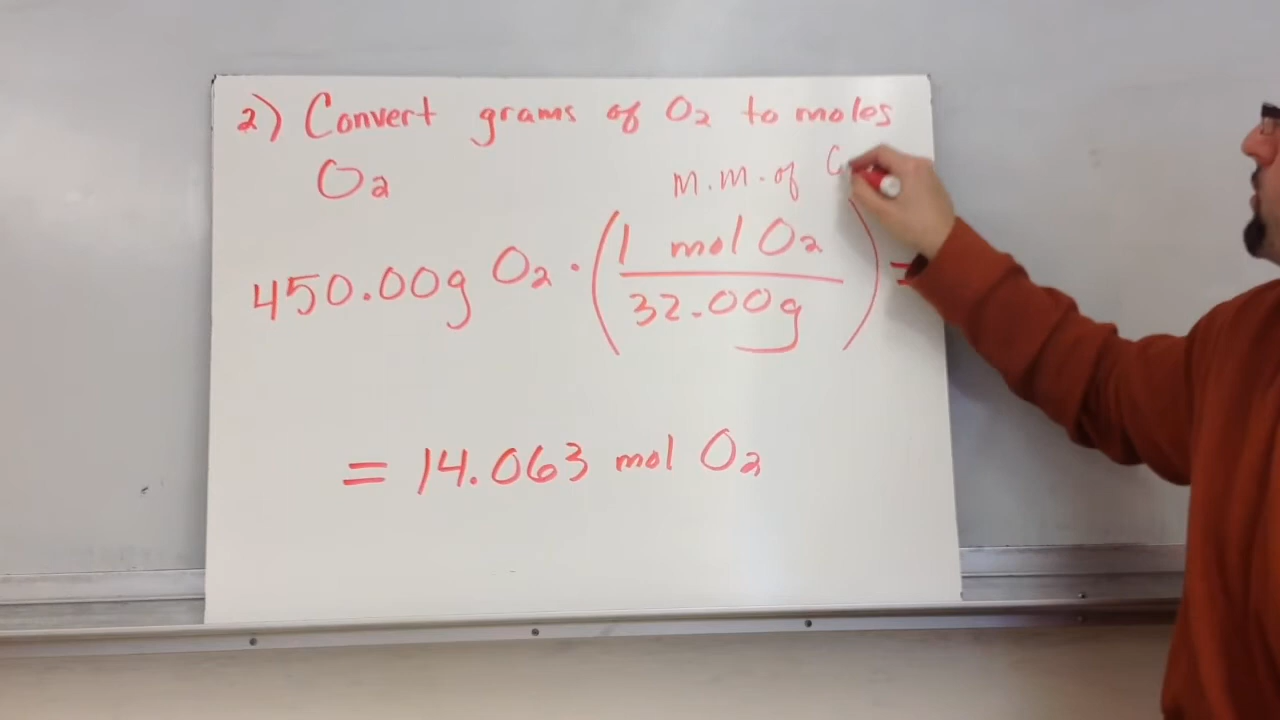 2) Convert grams of O₂ to moles
O₂
M.M. of
450.00g O₂ · (1 mol O₂ / 32.00g) =
= 14.063 mol O₂